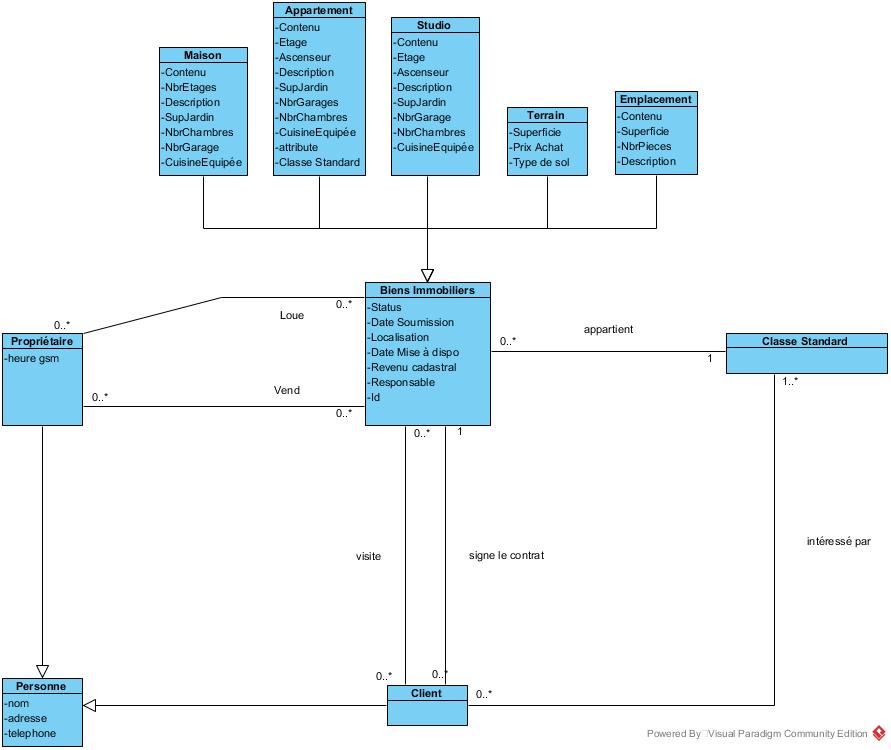 Maison
-Contenu
-NbrEtages
-Description
-SupJardin
-NbrChambres
-NbrGarage
-CuisineEquipée
Appartement
-Contenu
-Etage
-Ascenseur
-Description
-SupJardin
-NbrGarages
-NbrChambres
-CuisineEquipée
-attribute
-Classe Standard
Studio
-Contenu
-Etage
-Ascenseur
-Description
-SupJardin
-NbrGarage
-NbrChambres
-CuisineEquipée
Terrain
-Superficie
-Prix Achat
-Type de sol
Emplacement
-Contenu
-Superficie
-NbrPieces
-Description
Propriétaire
-heure gsm
0..*
Loue
0..*
0..*
Vend
0..*
Biens Immobiliers
-Status
-Date Soumission
-Localisation
-Date Mise à dispo
-Revenu cadastral
-Responsable
-Id
0..*
appartient
1
Classe Standard
1..*
intéressé par
0..*
0..*
visite
0..*
1
signe le contrat
0..*
Personne
-nom
-adresse
-telephone
Client
Powered By Visual Paradigm Community Edition